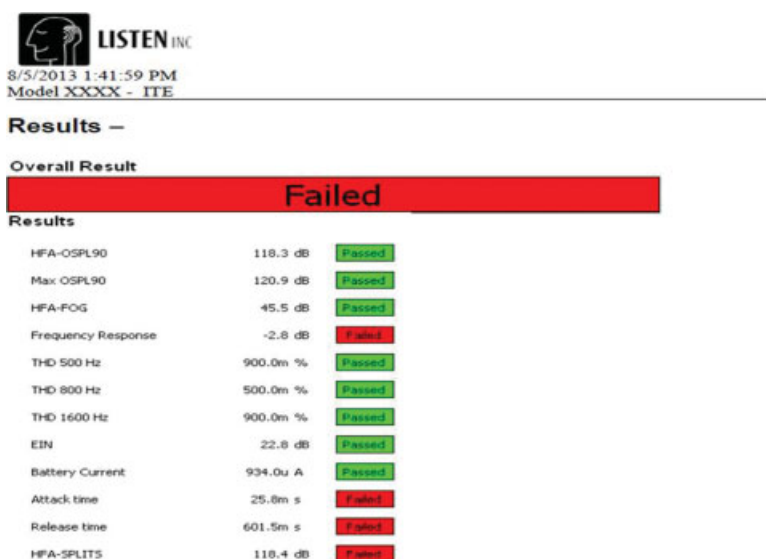 LISTEN INC
8/5/2013 1:41:59 PM
Model XXXX - ITE
Results –
Overall Result
Failed
Results
HFA-OSPL90 118.3 dB Passed
Max OSPL90 120.9 dB Passed
HFA-FOG 45.5 dB Passed
Frequency Response -2.8 dB Failed
THD 500 Hz 900.0m % Passed
THD 800 Hz 500.0m % Passed
THD 1600 Hz 900.0m % Passed
EIN 22.8 dB Passed
Battery Current 934.0u A Passed
Attack time 25.8m s Failed
Release time 601.5m s Failed
HFA-SPLITS 118.4 dB Failed